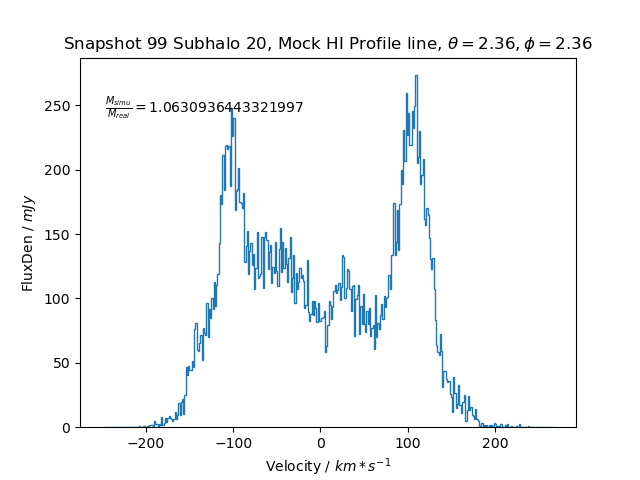 Snapshot 99 Subhalo 20, Mock HI Profile line, θ = 2.36, ϕ = 2.36
M_simu/M_real = 1.0630936443321997
FluxDen / mJy
250
200
150
100
50
0
−200 −100 0 100 200
Velocity / km * s⁻¹